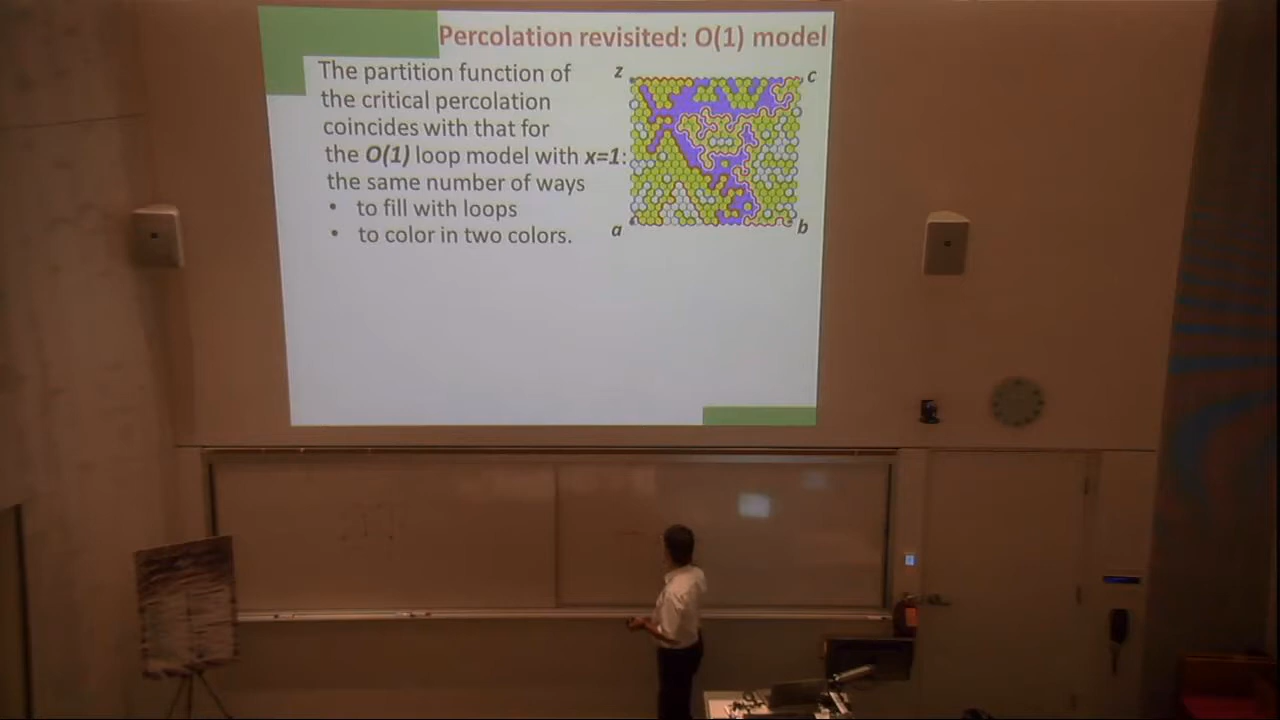 Percolation revisited: O(1) model
The partition function of
the critical percolation
coincides with that for
the O(1) loop model with x=1:
the same number of ways
• to fill with loops
• to color in two colors.
z
c
a
b